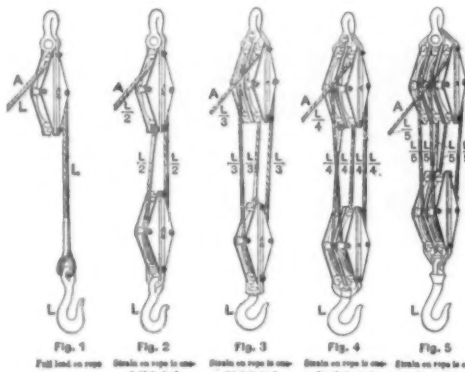 A
L
L
L
Fig. 1
Full load on rope
A
L/2
L/2
L/2
L
Fig. 2
Strain on rope is one-
A
L/3
L/3
L/3
L/3
L
Fig. 3
Strain on rope is one-
A
L/4
L/4
L/4
L/4
L/4
L
Fig. 4
Strain on rope is one-
A
L/5
L/5
L/5
L/5
L
Fig. 5
Strain on rope is